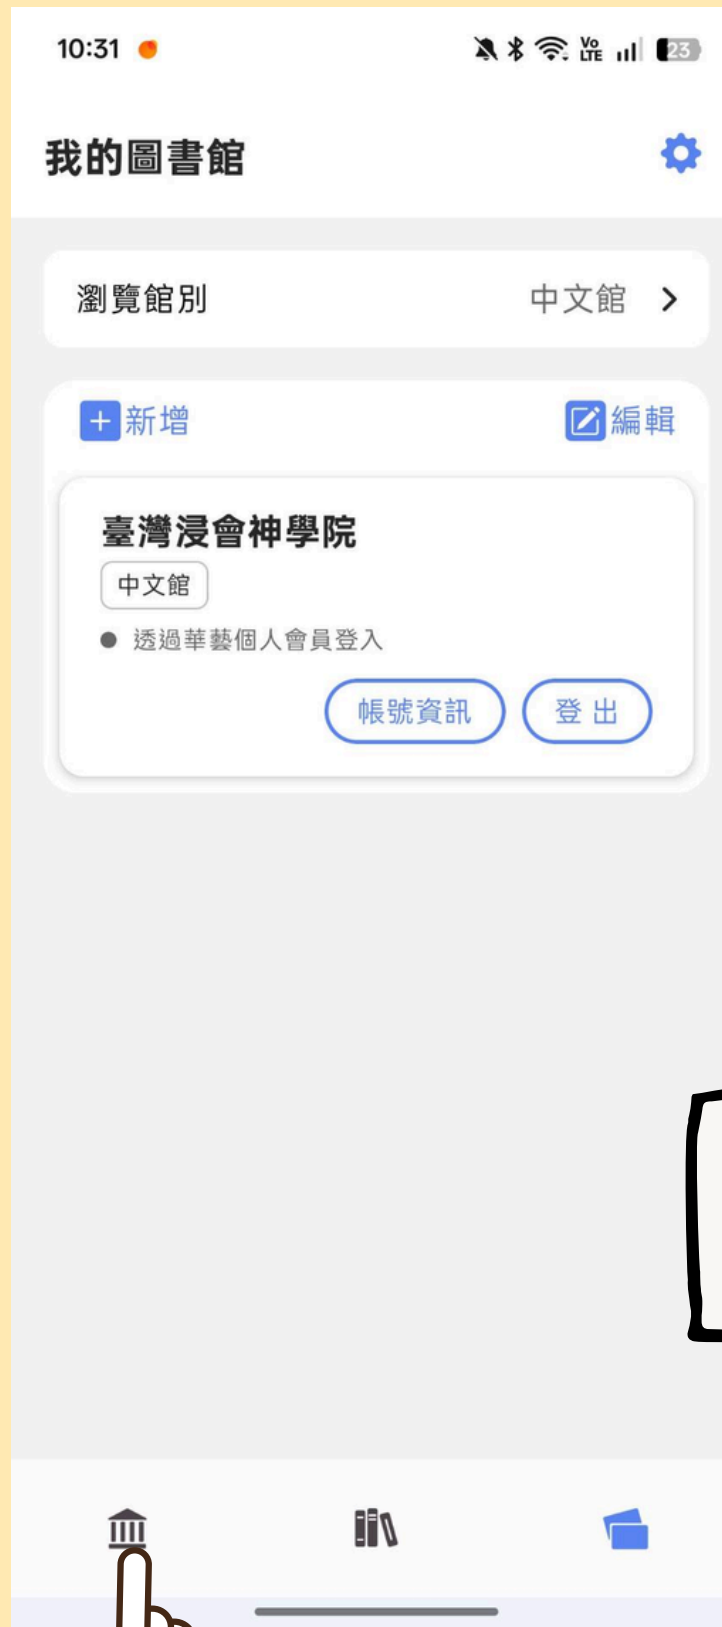 10:31
Vo
LTE
23
我的圖書館
瀏覽館別 中文館
新增 編輯
臺灣浸會神學院
中文館
透過華藝個人會員登入
帳號資訊 登出